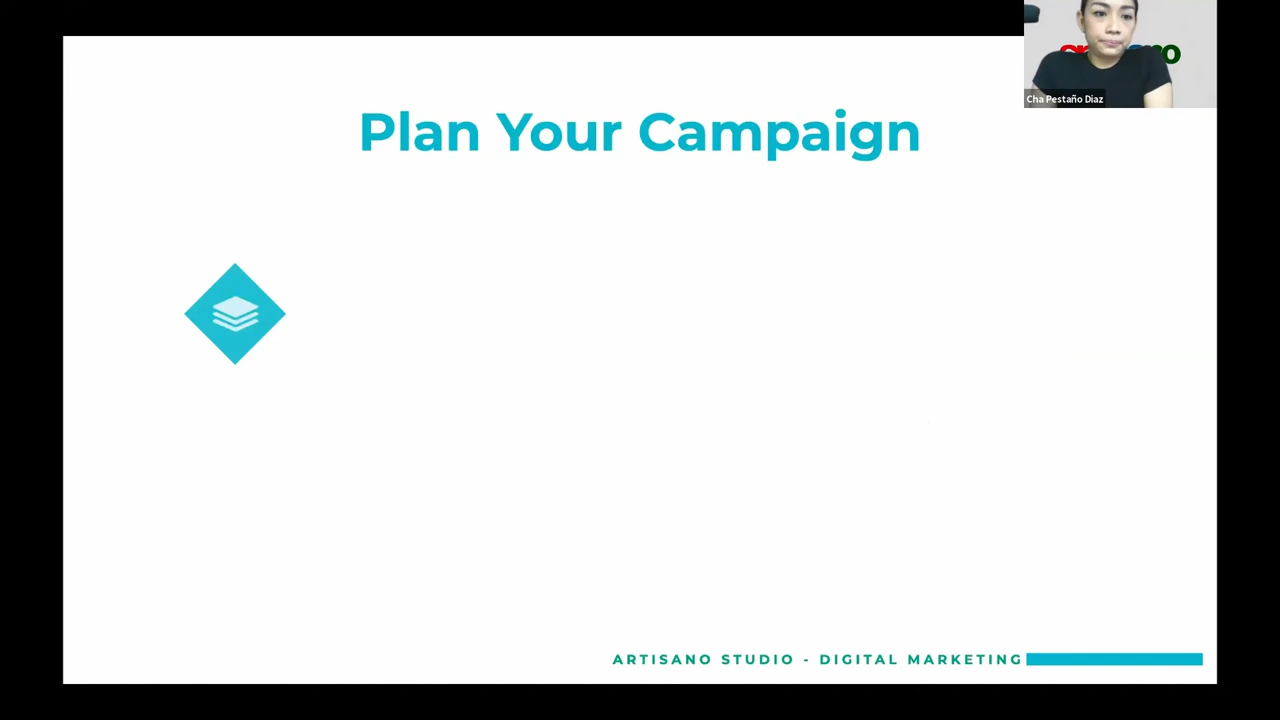 Cha Pestaño Diaz
Plan Your Campaign
ARTISANO STUDIO - DIGITAL MARKETING